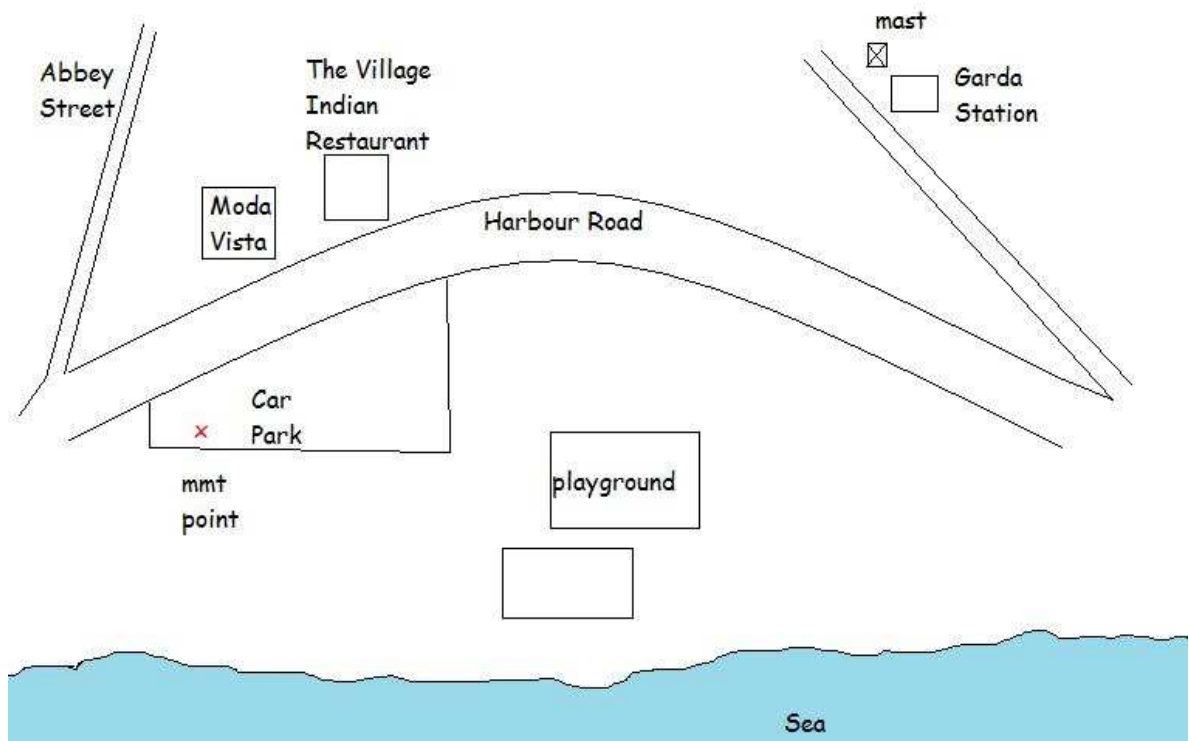 mast
Abbey
Street
The Village
Indian
Restaurant
Garda
Station
Moda
Vista
Harbour Road
Car
Park
mmt
point
playground
Sea